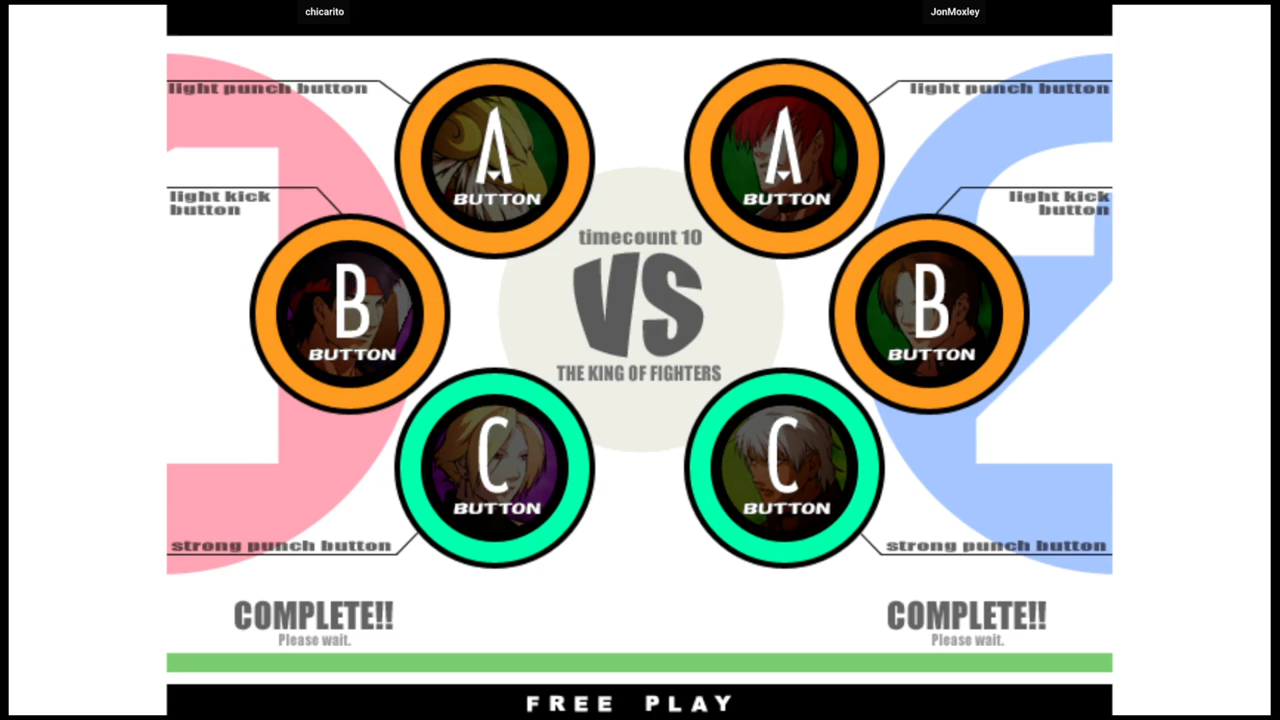 chicarito
JonMoxley
light punch button
light punch button
A
BUTTON
A
BUTTON
light kick
button
light kick
button
B
BUTTON
B
BUTTON
timecount 10
VS
THE KING OF FIGHTERS
C
BUTTON
C
BUTTON
strong punch button
strong punch button
COMPLETE!!
Please wait.
COMPLETE!!
Please wait.
FREE PLAY